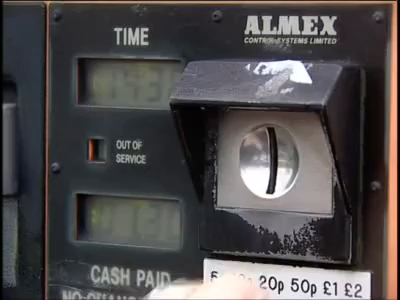 TIME
ALMEX
CONTROL SYSTEMS LIMITED
OUT OF
SERVICE
CASH PAID
20p 50p £1 £2